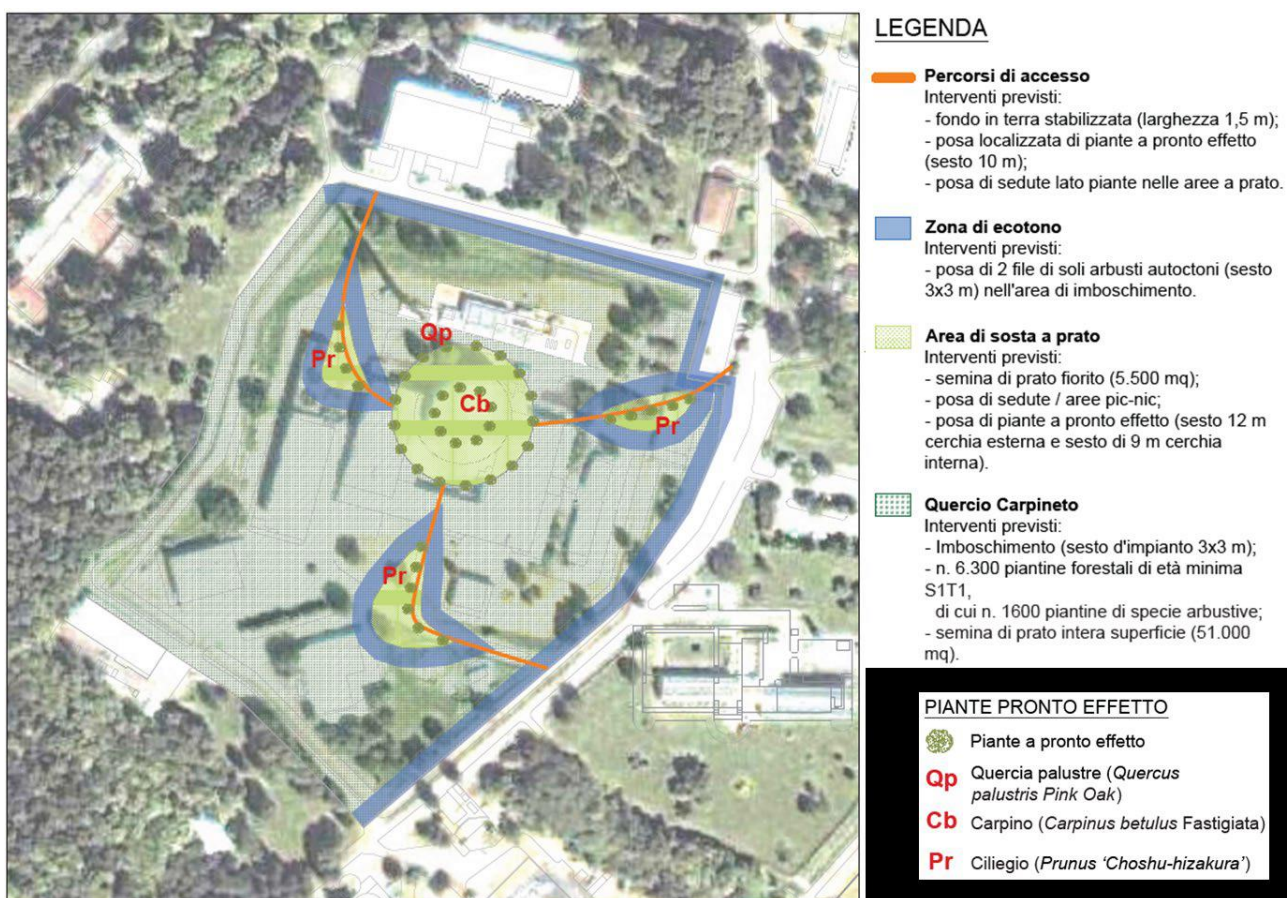 LEGENDA
Percorsi di accesso
Interventi previsti:
- fondo in terra stabilizzata (larghezza 1,5 m);
- posa localizzata di piante a pronto effetto
(sesto 10 m);
- posa di sedute lato piante nelle aree a prato.
Zona di ecotono
Interventi previsti:
- posa di 2 file di soli arbusti autoctoni (sesto
3x3 m) nell'area di imboschimento.
Area di sosta a prato
Interventi previsti:
- semina di prato fiorito (5.500 mq);
- posa di sedute / aree pic-nic;
- posa di piante a pronto effetto (sesto 12 m
cerchia esterna e sesto di 9 m cerchia
interna).
Quercio Carpineto
Interventi previsti:
- Imboschimento (sesto d'impianto 3x3 m);
- n. 6.300 piantine forestali di età minima
S1T1,
di cui n. 1600 piantine di specie arbustive;
- semina di prato intera superficie (51.000
mq).
PIANTE PRONTO EFFETTO
Piante a pronto effetto
Qp Quercia palustre (Quercus
palustris Pink Oak)
Cb Carpino (Carpinus betulus Fastigiata)
Pr Ciliegio (Prunus ‘Choshu-hizakura’)
Qp
Pr
Cb
Pr
Pr